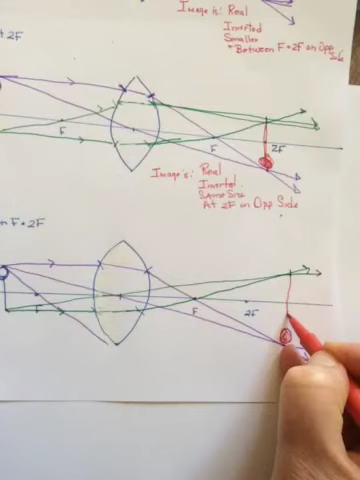 Image is: Real
Inverted
Smaller
* Between F + 2F on Opp
Side
at 2F
F
F
2F
Image is: Real
Inverted
Same Size
At 2F on Opp Side
n F + 2F
F
2F